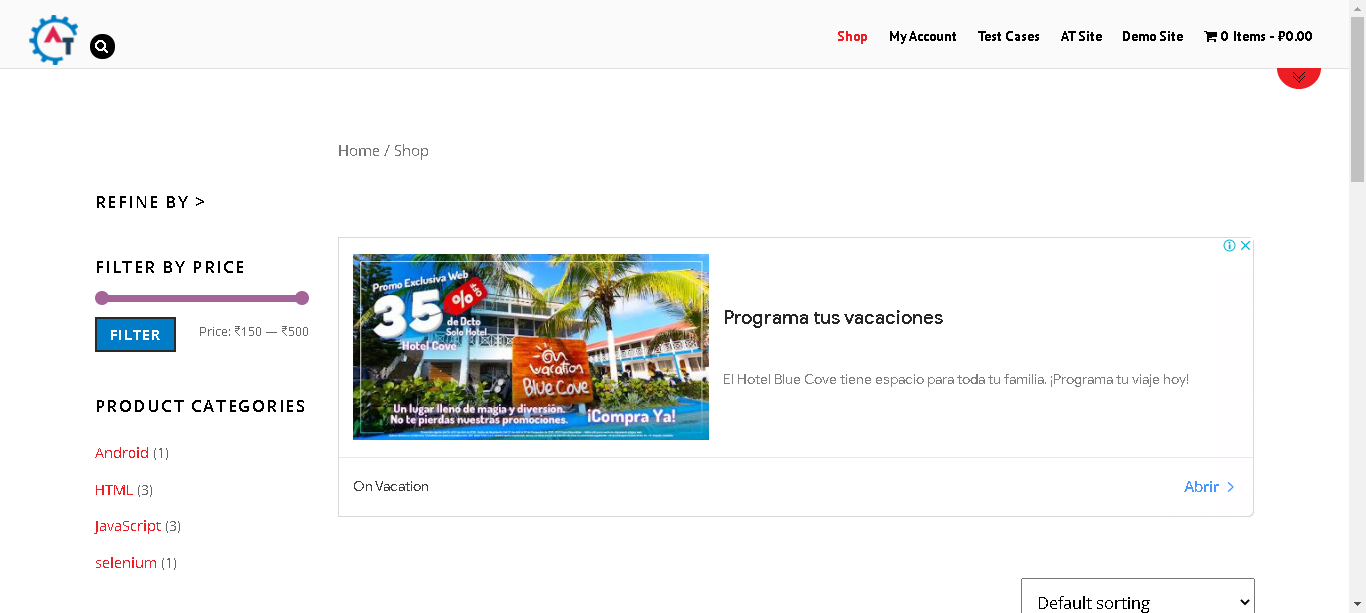 AT
Shop My Account Test Cases AT Site Demo Site 0 Items - ₽0.00
Home / Shop
REFINE BY >
FILTER BY PRICE
FILTER Price: ₹150 — ₹500
PRODUCT CATEGORIES
Android (1)
HTML (3)
JavaScript (3)
selenium (1)
Promo Exclusiva Web
35% OFF
de Dcto
Solo Hotel
Hotel Cove
on vacation
Blue Cove
Un lugar lleno de magia y diversión.
No te pierdas nuestras promociones.
¡Compra Ya!
Programa tus vacaciones
El Hotel Blue Cove tiene espacio para toda tu familia. ¡Programa tu viaje hoy!
On Vacation
Abrir
Default sorting